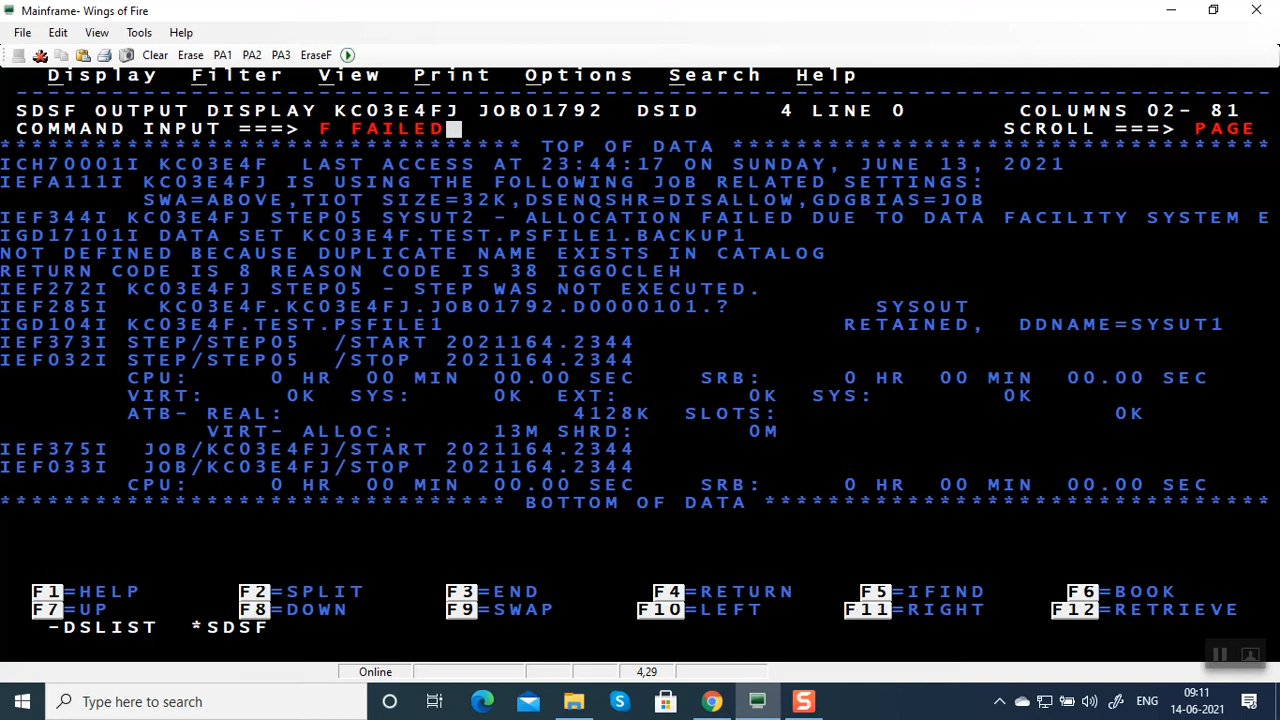 Mainframe- Wings of Fire
File Edit View Tools Help
Clear Erase PA1 PA2 PA3 EraseF
Display Filter View Print Options Search Help
SDSF OUTPUT DISPLAY KC03E4FJ JOB01792 DSID 4 LINE 0 COLUMNS 02- 81
COMMAND INPUT ===> F FAILED SCROLL ===> PAGE
********************************* TOP OF DATA **********************************
ICH70001I KC03E4F LAST ACCESS AT 23:44:17 ON SUNDAY, JUNE 13, 2021
IEFA111I KC03E4FJ IS USING THE FOLLOWING JOB RELATED SETTINGS:
SWA=ABOVE,TIOT SIZE=32K,DSENQSHR=DISALLOW,GDGBIAS=JOB
IEF344I KC03E4FJ STEP05 SYSUT2 - ALLOCATION FAILED DUE TO DATA FACILITY SYSTEM E
IGD17101I DATA SET KC03E4F.TEST.PSFILE1.BACKUP1
NOT DEFINED BECAUSE DUPLICATE NAME EXISTS IN CATALOG
RETURN CODE IS 8 REASON CODE IS 38 IGG0CLEH
IEF272I KC03E4FJ STEP05 - STEP WAS NOT EXECUTED.
IEF285I KC03E4F.KC03E4FJ.JOB01792.D0000101.? SYSOUT
IGD104I KC03E4F.TEST.PSFILE1 RETAINED, DDNAME=SYSUT1
IEF373I STEP/STEP05 /START 2021164.2344
IEF032I STEP/STEP05 /STOP 2021164.2344
CPU: 0 HR 00 MIN 00.00 SEC SRB: 0 HR 00 MIN 00.00 SEC
VIRT: 0K SYS: 0K EXT: 0K SYS: 0K
ATB- REAL: 4128K SLOTS: 0K
VIRT- ALLOC: 13M SHRD: 0M
IEF375I JOB/KC03E4FJ/START 2021164.2344
IEF033I JOB/KC03E4FJ/STOP 2021164.2344
CPU: 0 HR 00 MIN 00.00 SEC SRB: 0 HR 00 MIN 00.00 SEC
******************************** BOTTOM OF DATA ********************************
F1=HELP F2=SPLIT F3=END F4=RETURN F5=IFIND F6=BOOK
F7=UP F8=DOWN F9=SWAP F10=LEFT F11=RIGHT F12=RETRIEVE
-DSLIST *SDSF
Online 4,29
Type here to search
ENG
09:11
14-06-2021